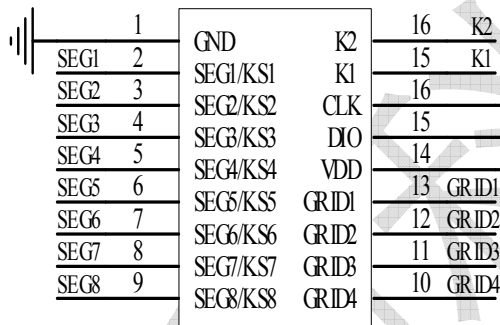 1 GND K2 16 K2
SEG1 2 SEG1/KS1 K1 15 K1
SEG2 3 SEG2/KS2 CLK 16
SEG3 4 SEG3/KS3 DIO 15
SEG4 5 SEG4/KS4 VDD 14
SEG5 6 SEG5/KS5 GRID1 13 GRID1
SEG6 7 SEG6/KS6 GRID2 12 GRID2
SEG7 8 SEG7/KS7 GRID3 11 GRID3
SEG8 9 SEG8/KS8 GRID4 10 GRID4